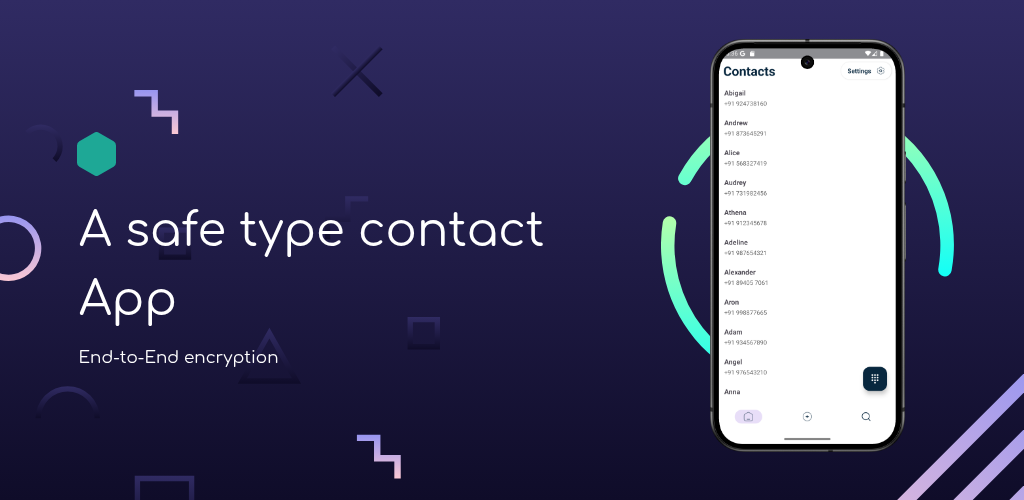 A safe type contact
App
End-to-End encryption
Contacts
Settings
Abigail
+91 924738160
Andrew
+91 873645291
Alice
+91 568327419
Audrey
+91 731982456
Athena
+91 912345678
Adeline
+91 987654321
Alexander
+91 89405 7061
Aron
+91 998877665
Adam
+91 934567890
Angel
+91 976543210
Anna